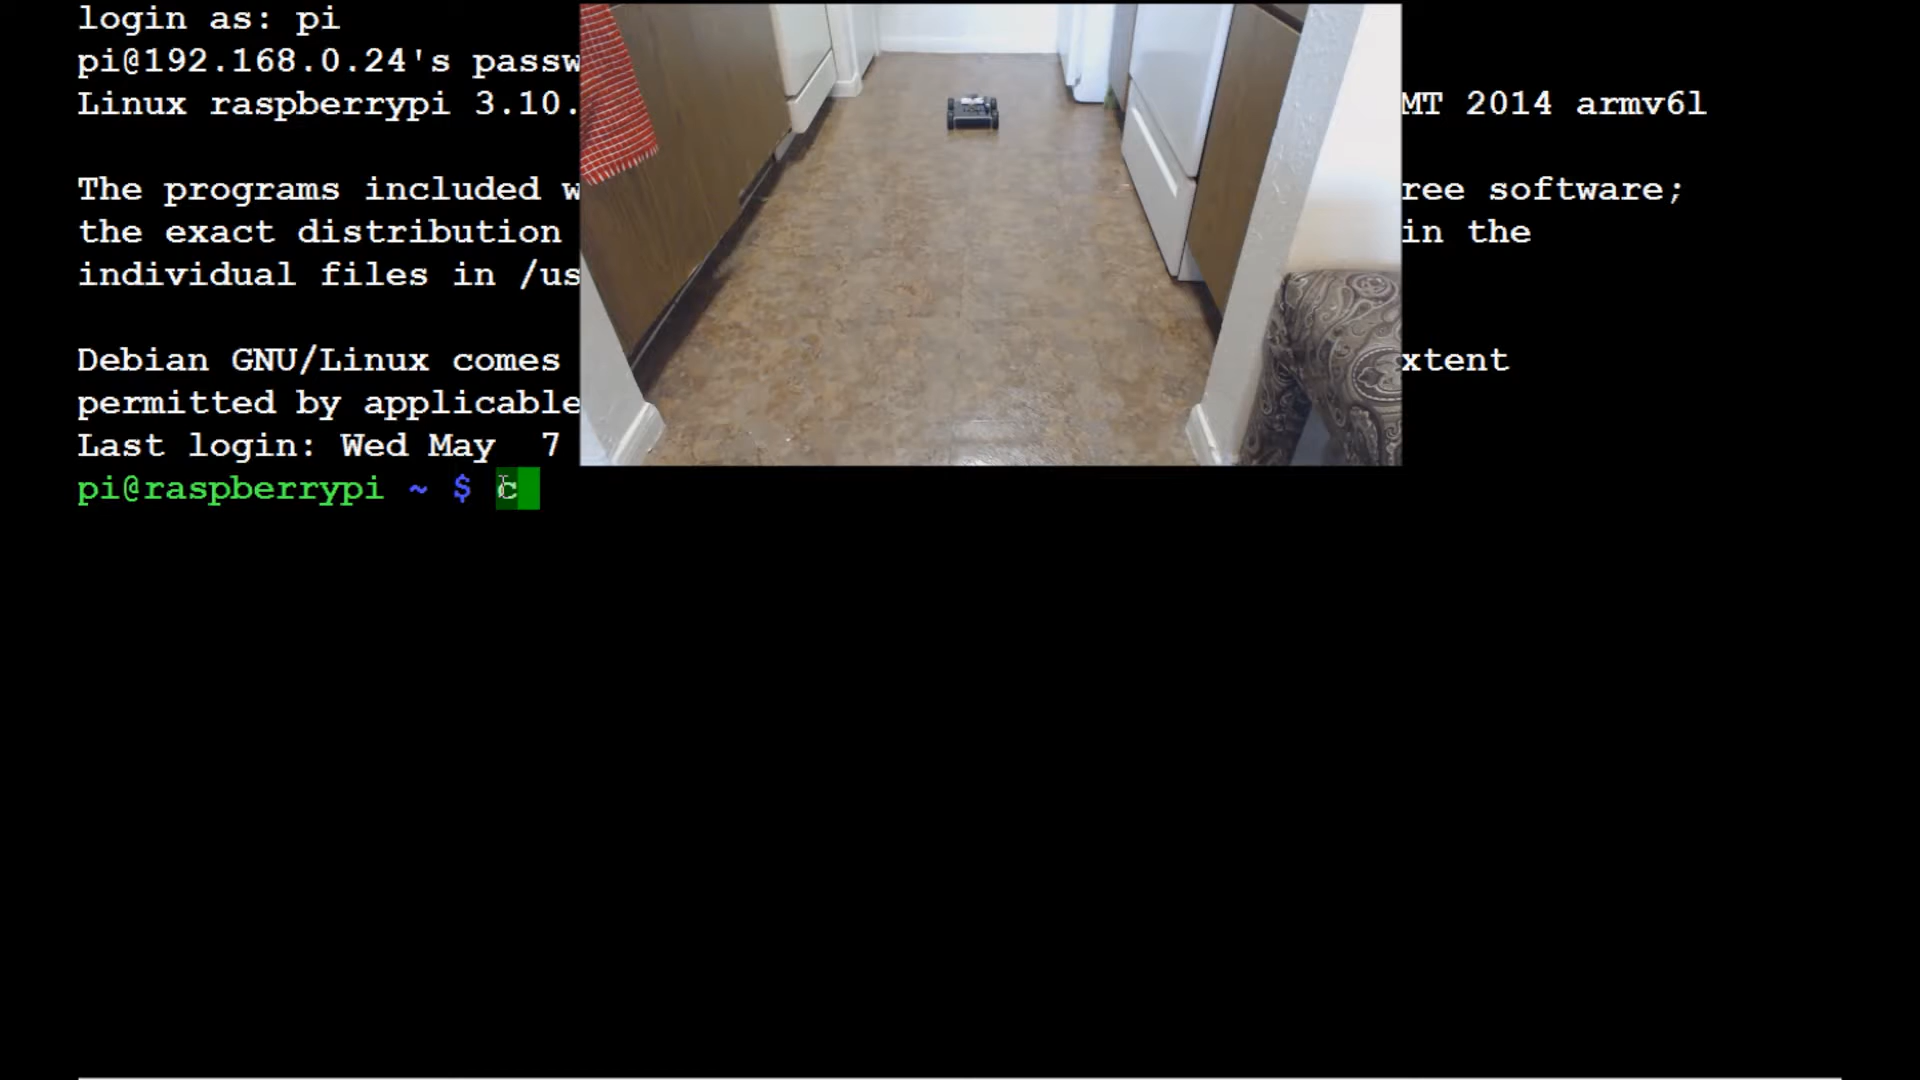 login as: pi
pi@192.168.0.24's passw
Linux raspberrypi 3.10. MT 2014 armv6l
The programs included w ree software;
the exact distribution in the
individual files in /us
Debian GNU/Linux comes xtent
permitted by applicable
Last login: Wed May 7
pi@raspberrypi ~ $ c